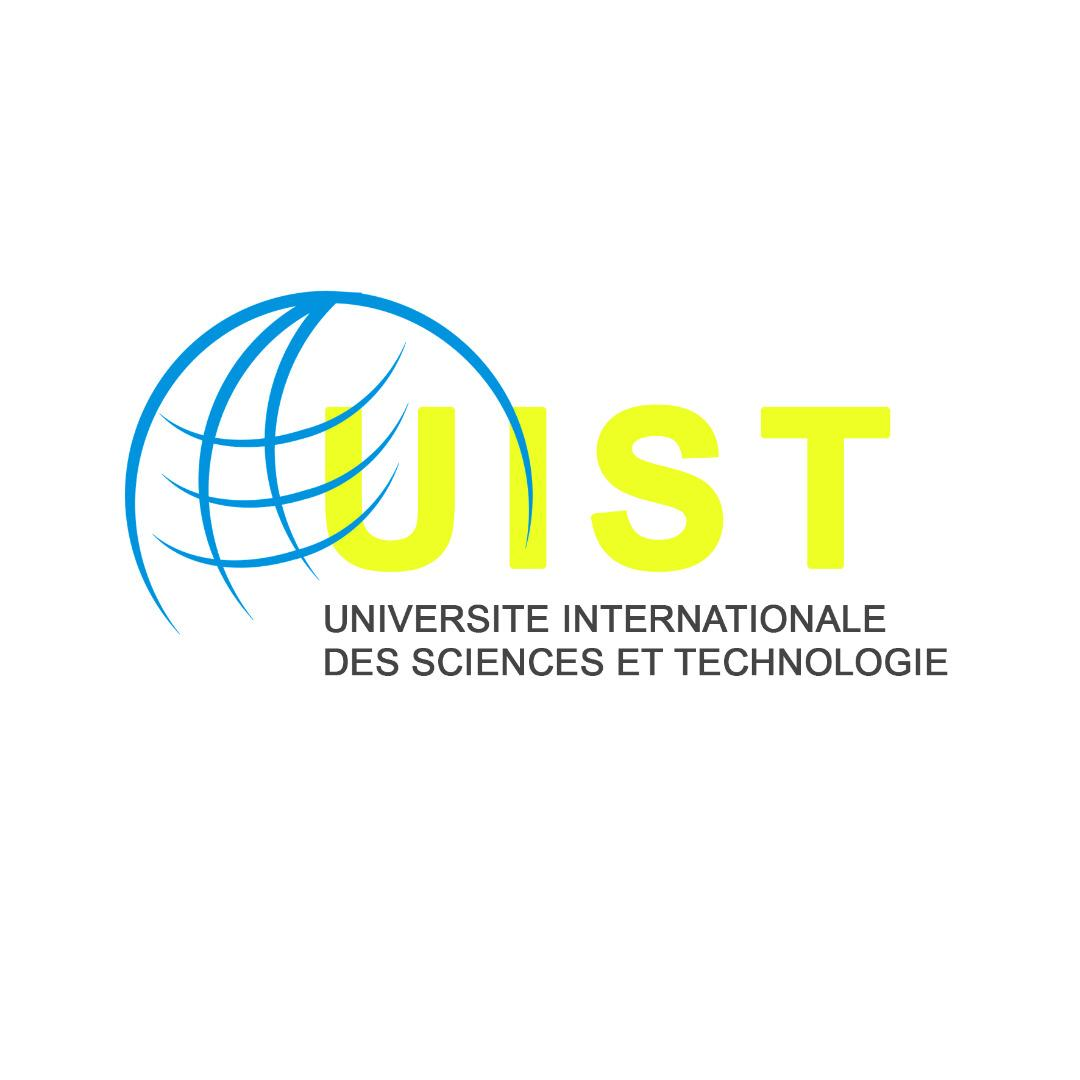 UIST
UNIVERSITE INTERNATIONALE
DES SCIENCES ET TECHNOLOGIE